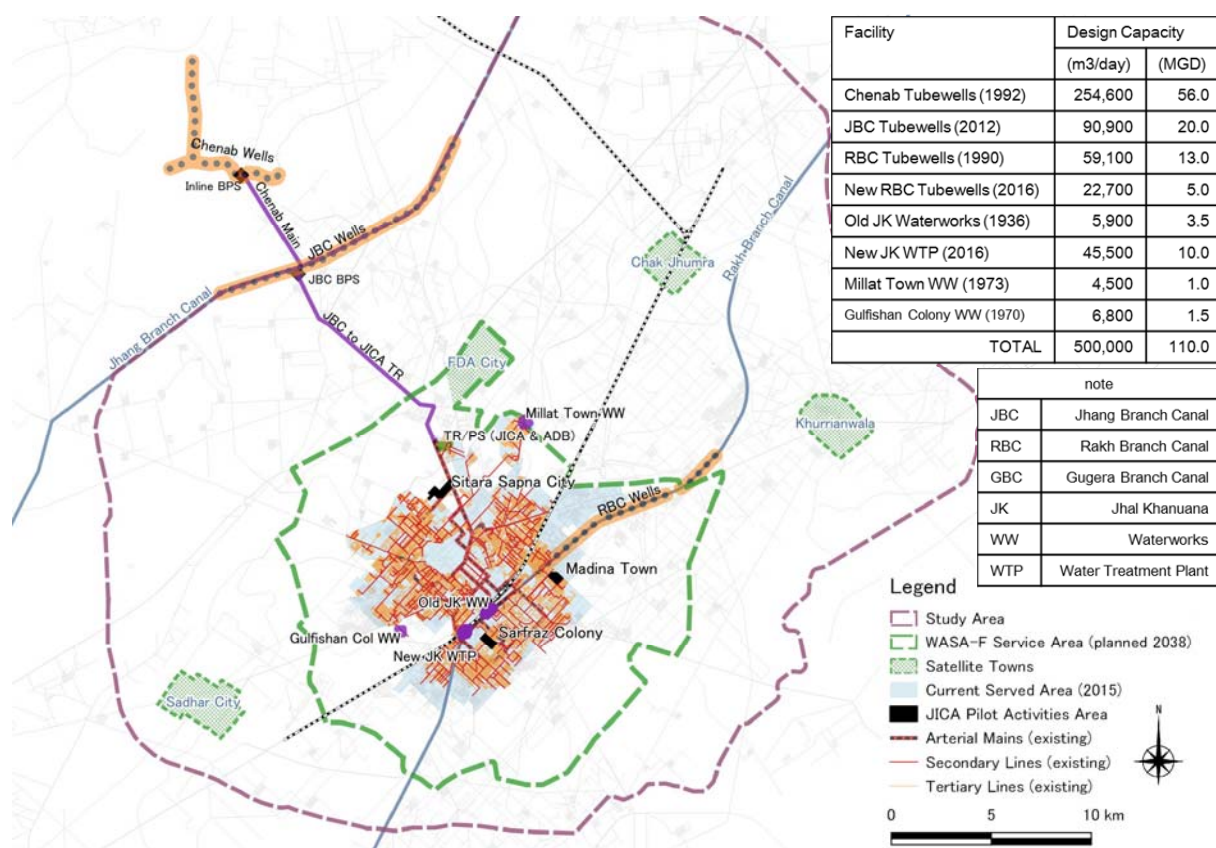 Facility Design Capacity
(m3/day) (MGD)
Chenab Tubewells (1992) 254,600 56.0
JBC Tubewells (2012) 90,900 20.0
RBC Tubewells (1990) 59,100 13.0
New RBC Tubewells (2016) 22,700 5.0
Old JK Waterworks (1936) 5,900 3.5
New JK WTP (2016) 45,500 10.0
Millat Town WW (1973) 4,500 1.0
Gulfishan Colony WW (1970) 6,800 1.5
TOTAL 500,000 110.0
note
JBC Jhang Branch Canal
RBC Rakh Branch Canal
GBC Gugera Branch Canal
JK Jhal Khanuana
WW Waterworks
WTP Water Treatment Plant
Chenab Wells
Inline BPS
Chenab Main
JBC Wells
JBC BPS
Jhang Branch Canal
JBC to JICA TR
Chak Jhumra
Rakh Branch Canal
FDA City
Millat Town WW
TR/PS (JICA & ADB)
Khurrianwala
Sitara Sapna City
RBC Wells
Madina Town
Old JK WW
Gulfishan Col WW
Sarfraz Colony
New JK WTP
Sadhar City
Legend
Study Area
WASA-F Service Area (planned 2038)
Satellite Towns
Current Served Area (2015)
JICA Pilot Activities Area
Arterial Mains (existing)
Secondary Lines (existing)
Tertiary Lines (existing)
N
0 5 10 km